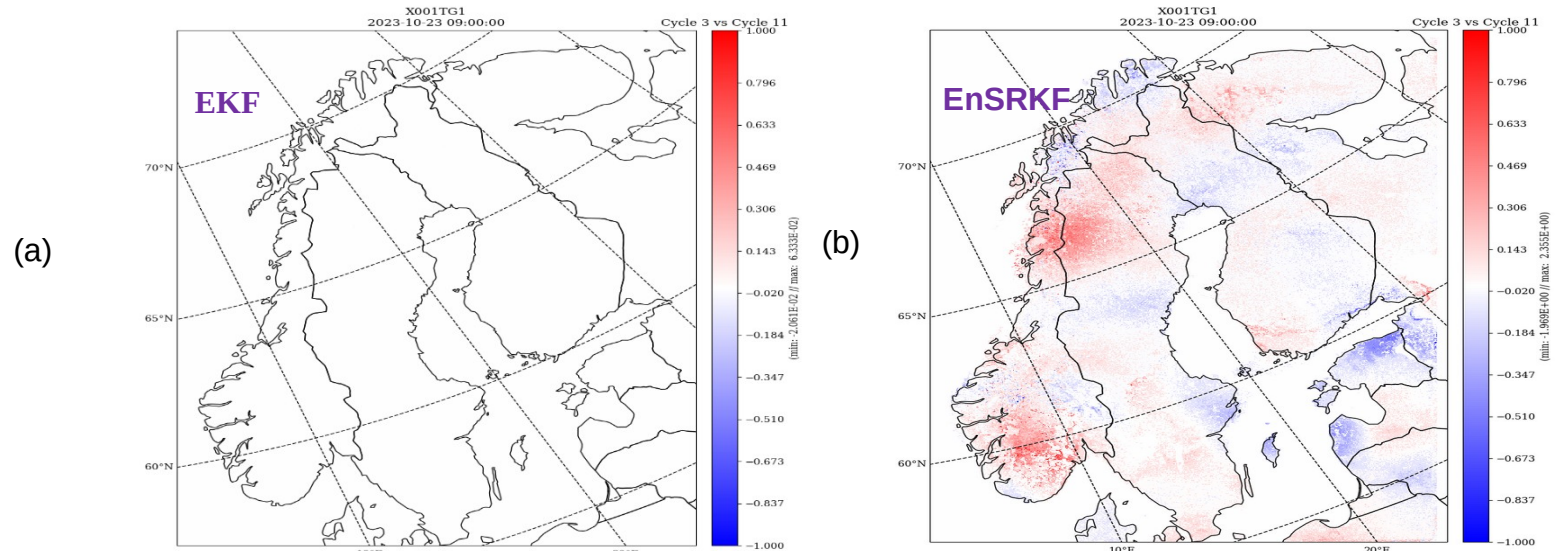 X001TG1
2023-10-23 09:00:00
Cycle 3 vs Cycle 11
EKF
(a)
70°N
65°N
60°N
1.000
0.796
0.633
0.469
0.306
0.143
−0.020
−0.184
−0.347
−0.510
−0.673
−0.837
−1.000
(min: -2.061E-02 // max: 6.333E-02)
X001TG1
2023-10-23 09:00:00
Cycle 3 vs Cycle 11
EnSRKF
(b)
70°N
65°N
60°N
10°E
20°E
1.000
0.796
0.633
0.469
0.306
0.143
−0.020
−0.184
−0.347
−0.510
−0.673
−0.837
−1.000
(min: -1.969E+00 // max: 2.355E+00)